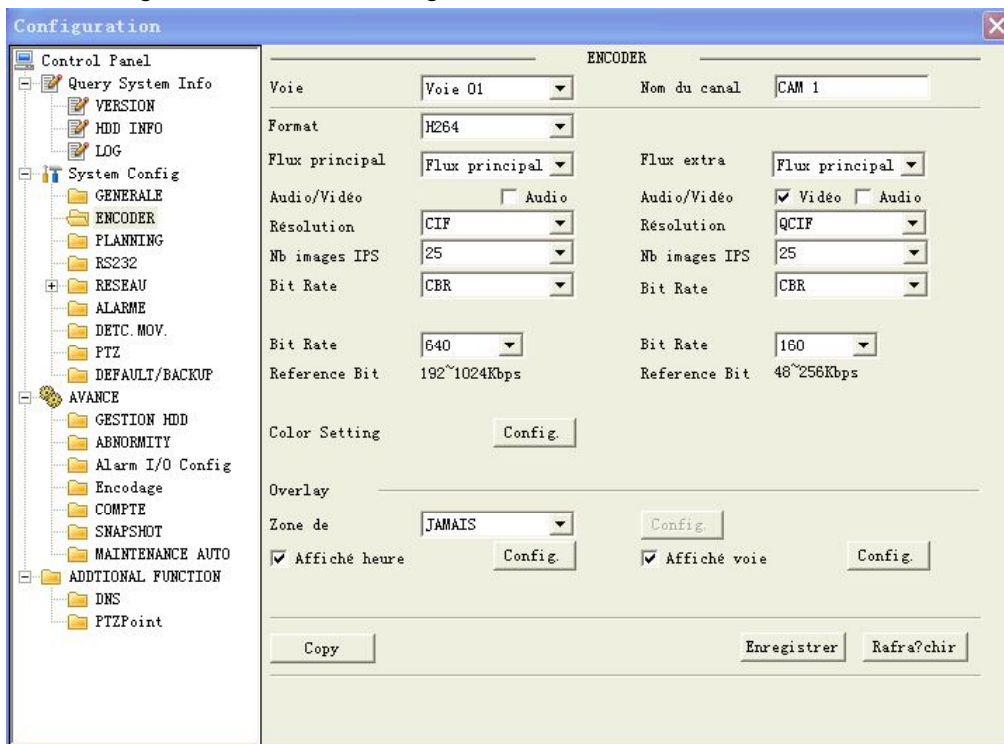 Configuration
Control Panel
Query System Info
VERSION
HDD INFO
LOG
System Config
GENERALE
ENCODER
PLANNING
RS232
RESEAU
ALARME
DETC. MOV.
PTZ
DEFAULT/BACKUP
AVANCE
GESTION HDD
ABNORMITY
Alarm I/O Config
Encodage
COMPTE
SNAPSHOT
MAINTENANCE AUTO
ADDTIONAL FUNCTION
DNS
PTZPoint
ENCODER
Voie Voie 01 Nom du canal CAM 1
Format H264
Flux principal Flux principal Flux extra Flux principal
Audio/Vidéo Audio Audio/Vidéo Vidéo Audio
Résolution CIF Résolution QCIF
Nb images IPS 25 Nb images IPS 25
Bit Rate CBR Bit Rate CBR
Bit Rate 640 Bit Rate 160
Reference Bit 192~1024Kbps Reference Bit 48~256Kbps
Color Setting Config.
Overlay
Zone de JAMAIS Config.
Affiché heure Config. Affiché voie Config.
Copy Enregistrer Rafra?chir